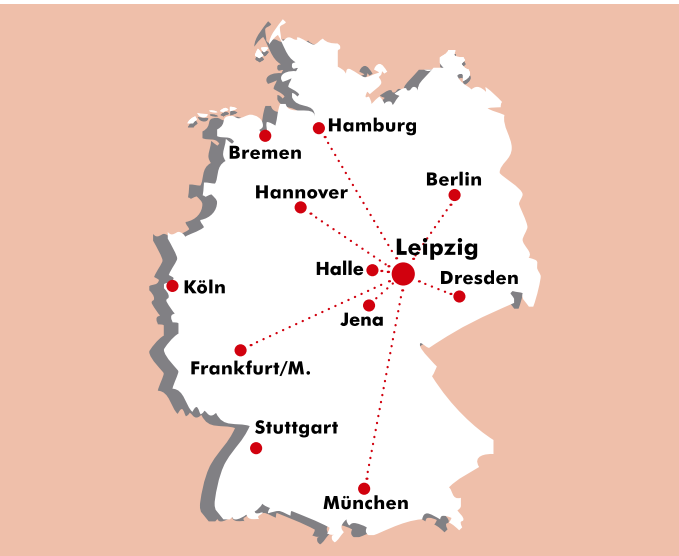 Hamburg
Bremen
Berlin
Hannover
Leipzig
Halle
Dresden
Köln
Jena
Frankfurt/M.
Stuttgart
München